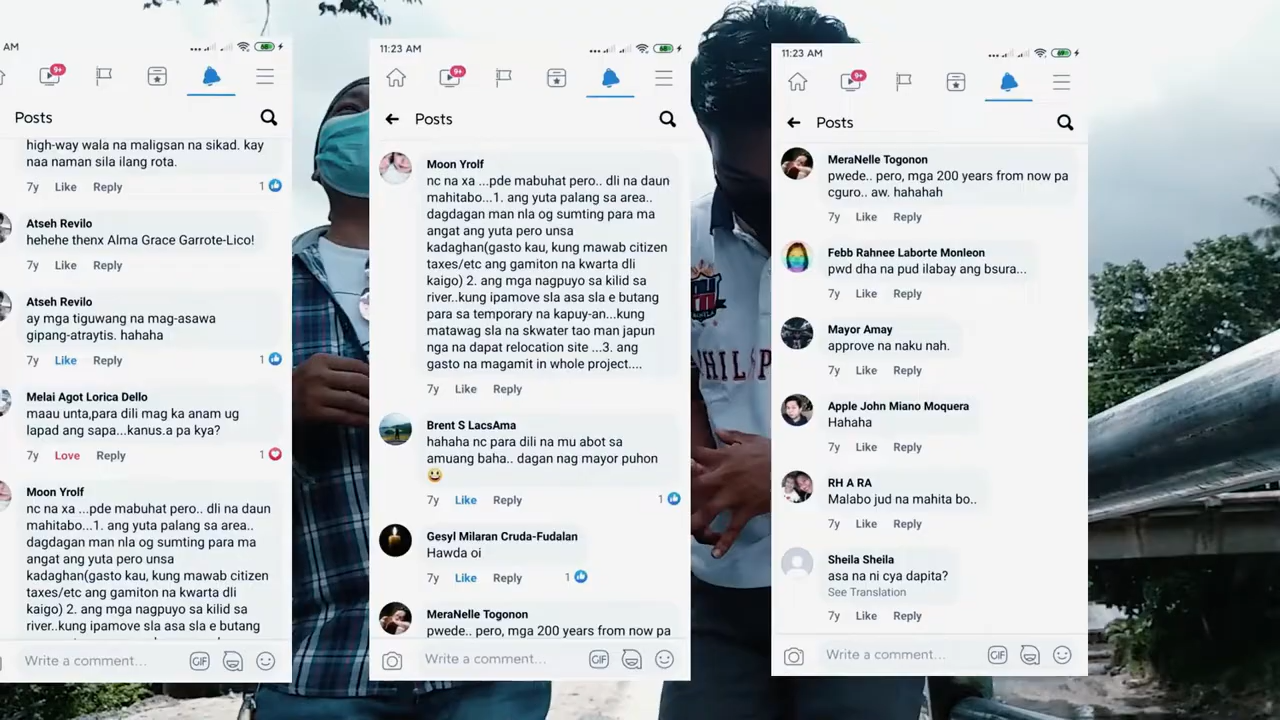 AM
9+
Posts
high-way wala na maligsan na sikad. kay
naa naman sila ilang rota.
7y Like Reply 1
Atseh Revilo
hehehe thenx Alma Grace Garrote-Lico!
7y Like Reply
Atseh Revilo
ay mga tiguwang na mag-asawa
gipang-atraytis. hahaha
7y Like Reply 1
Melai Agot Lorica Dello
maau unta,para dili mag ka anam ug
lapad ang sapa...kanus.a pa kya?
7y Love Reply 1
Moon Yrolf
nc na xa ...pde mabuhat pero.. dli na daun
mahitabo...1. ang yuta palang sa area..
dagdagan man nla og sumting para ma
angat ang yuta pero unsa
kadaghan(gasto kau, kung mawab citizen
taxes/etc ang gamiton na kwarta dli
kaigo) 2. ang mga nagpuyo sa kilid sa
river..kung ipamove sla asa sla e butang
Write a comment...
GIF
11:23 AM
9+
Posts
Moon Yrolf
nc na xa ...pde mabuhat pero.. dli na daun
mahitabo...1. ang yuta palang sa area..
dagdagan man nla og sumting para ma
angat ang yuta pero unsa
kadaghan(gasto kau, kung mawab citizen
taxes/etc ang gamiton na kwarta dli
kaigo) 2. ang mga nagpuyo sa kilid sa
river..kung ipamove sla asa sla e butang
para sa temporary na kapuy-an...kung
matawag sla na skwater tao man japun
nga na dapat relocation site ...3. ang
gasto na magamit in whole project....
7y Like Reply
Brent S LacsAma
hahaha nc para dili na mu abot sa
amuang baha.. dagan nag mayor puhon
😃
7y Like Reply 1
Gesyl Milaran Cruda-Fudalan
Hawda oi
7y Like Reply 1
MeraNelle Togonon
pwede.. pero, mga 200 years from now pa
Write a comment...
GIF
11:23 AM
9+
Posts
MeraNelle Togonon
pwede.. pero, mga 200 years from now pa
cguro.. aw. hahahah
7y Like Reply
Febb Rahnee Laborte Monleon
pwd dha na pud ilabay ang bsura...
7y Like Reply
Mayor Amay
approve na naku nah.
7y Like Reply
Apple John Miano Moquera
Hahaha
7y Like Reply
RH A RA
Malabo jud na mahita bo..
7y Like Reply
Sheila Sheila
asa na ni cya dapita?
See Translation
7y Like Reply
Write a comment...
GIF